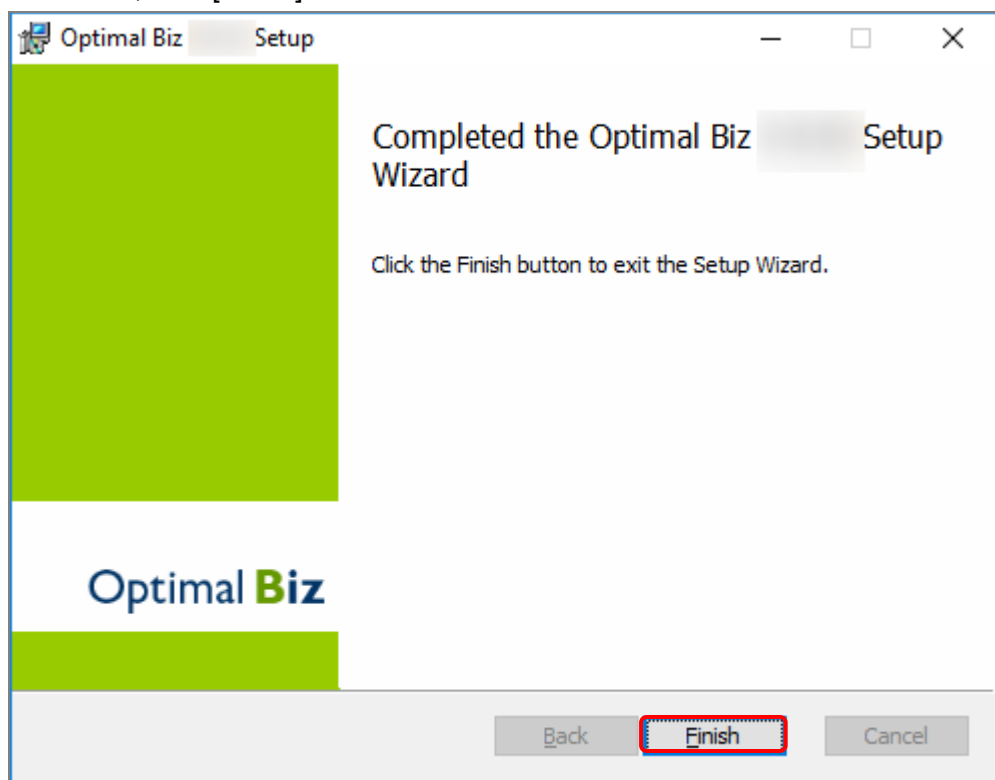 Optimal Biz Setup
Completed the Optimal Biz Setup
Wizard
Click the Finish button to exit the Setup Wizard.
Optimal Biz
Back Finish Cancel